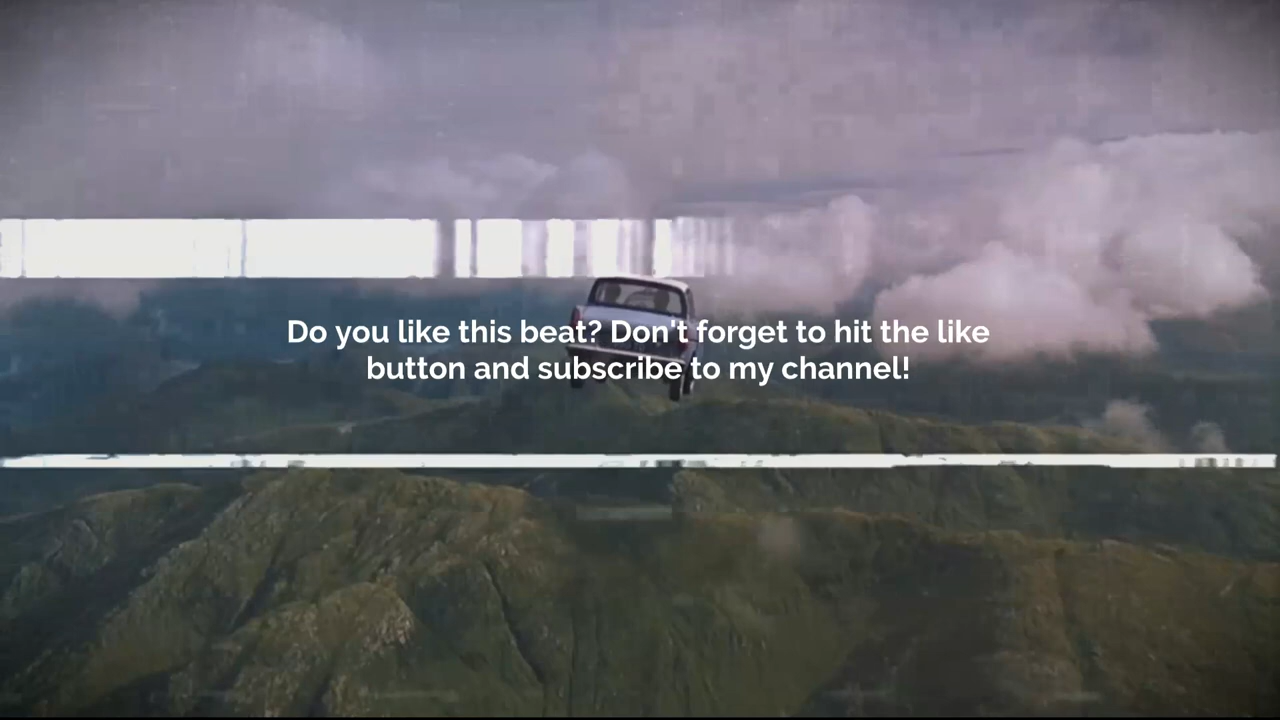 Do you like this beat? Don't forget to hit the like
button and subscribe to my channel!